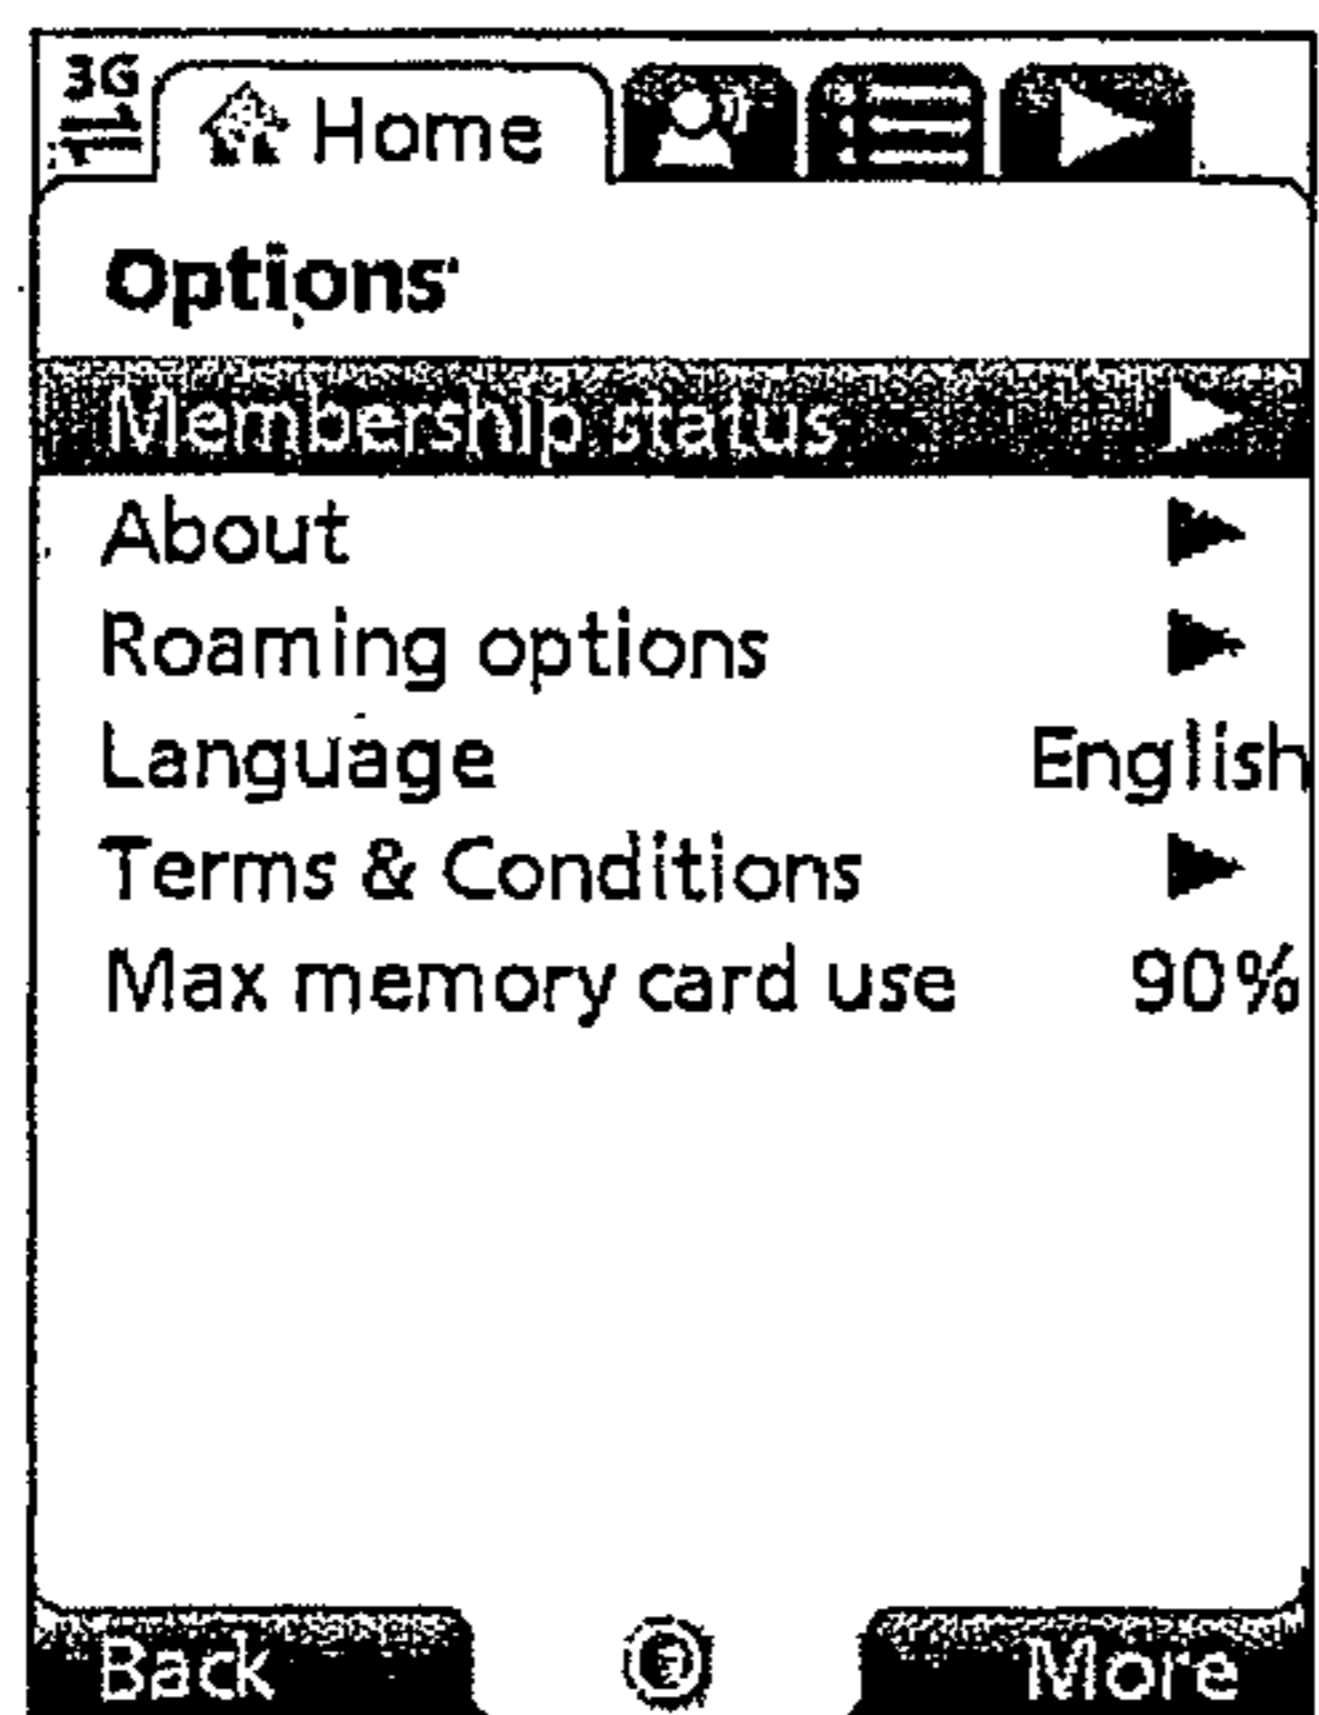 3G
Home
Options
Membership status
About
Roaming options
Language English
Terms & Conditions
Max memory card use 90%
Back More